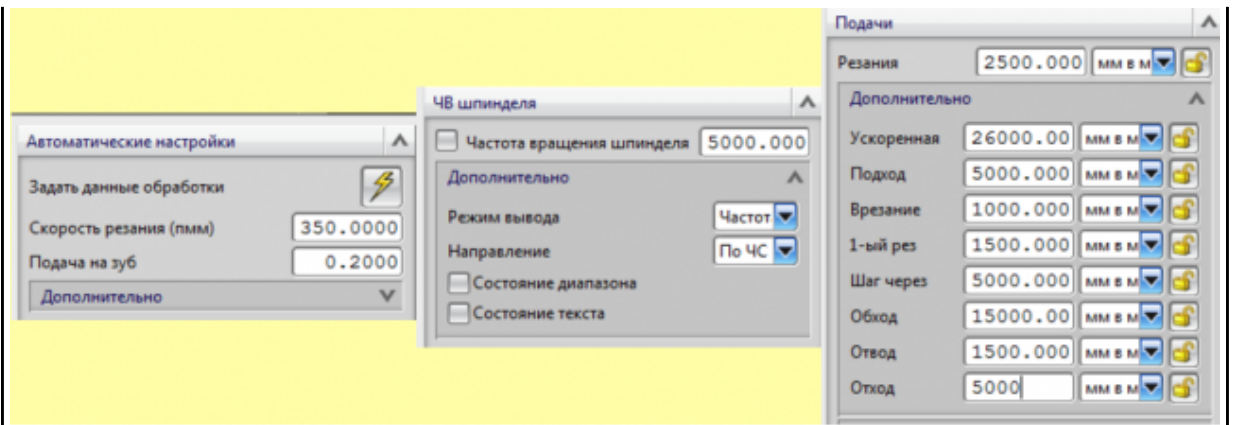 Автоматические настройки
Задать данные обработки
Скорость резания (пмм) 350.0000
Подача на зуб 0.2000
Дополнительно
ЧВ шпинделя
Частота вращения шпинделя 5000.000
Дополнительно
Режим вывода Частот
Направление По ЧС
Состояние диапазона
Состояние текста
Подачи
Резания 2500.000 мм в м
Дополнительно
Ускоренная 26000.00 мм в м
Подход 5000.000 мм в м
Врезание 1000.000 мм в м
1-ый рез 1500.000 мм в м
Шаг через 5000.000 мм в м
Обход 15000.00 мм в м
Отвод 1500.000 мм в м
Отход 5000 мм в м